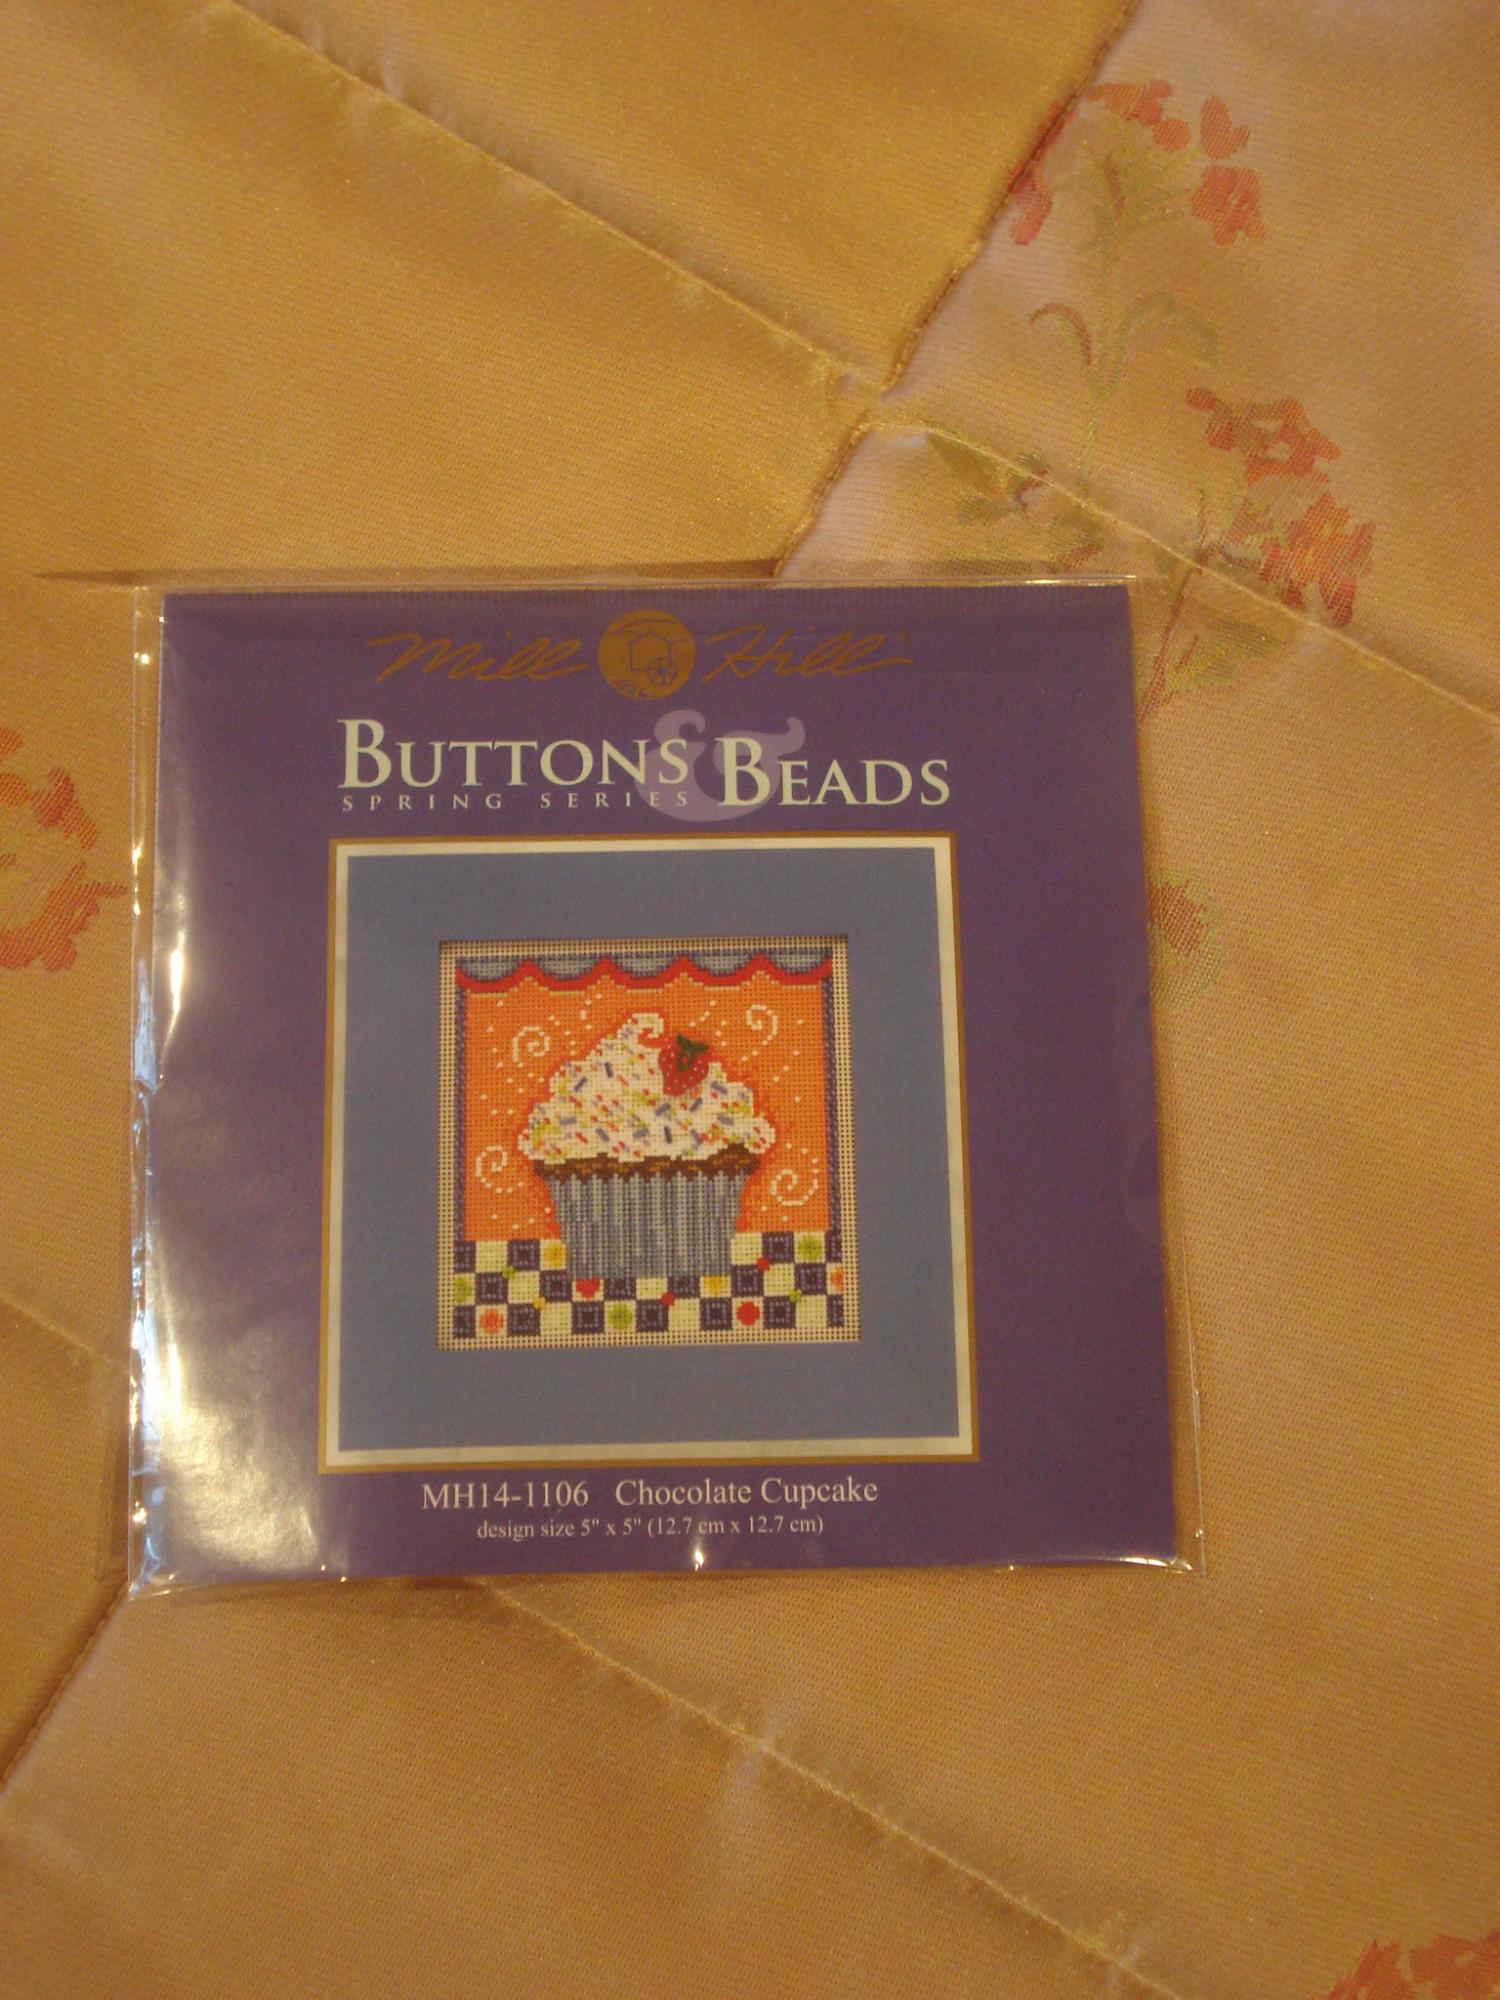 Mill Hill®
BUTTONS & BEADS
SPRING SERIES
MH14-1106 Chocolate Cupcake
design size 5" x 5" (12.7 cm x 12.7 cm)